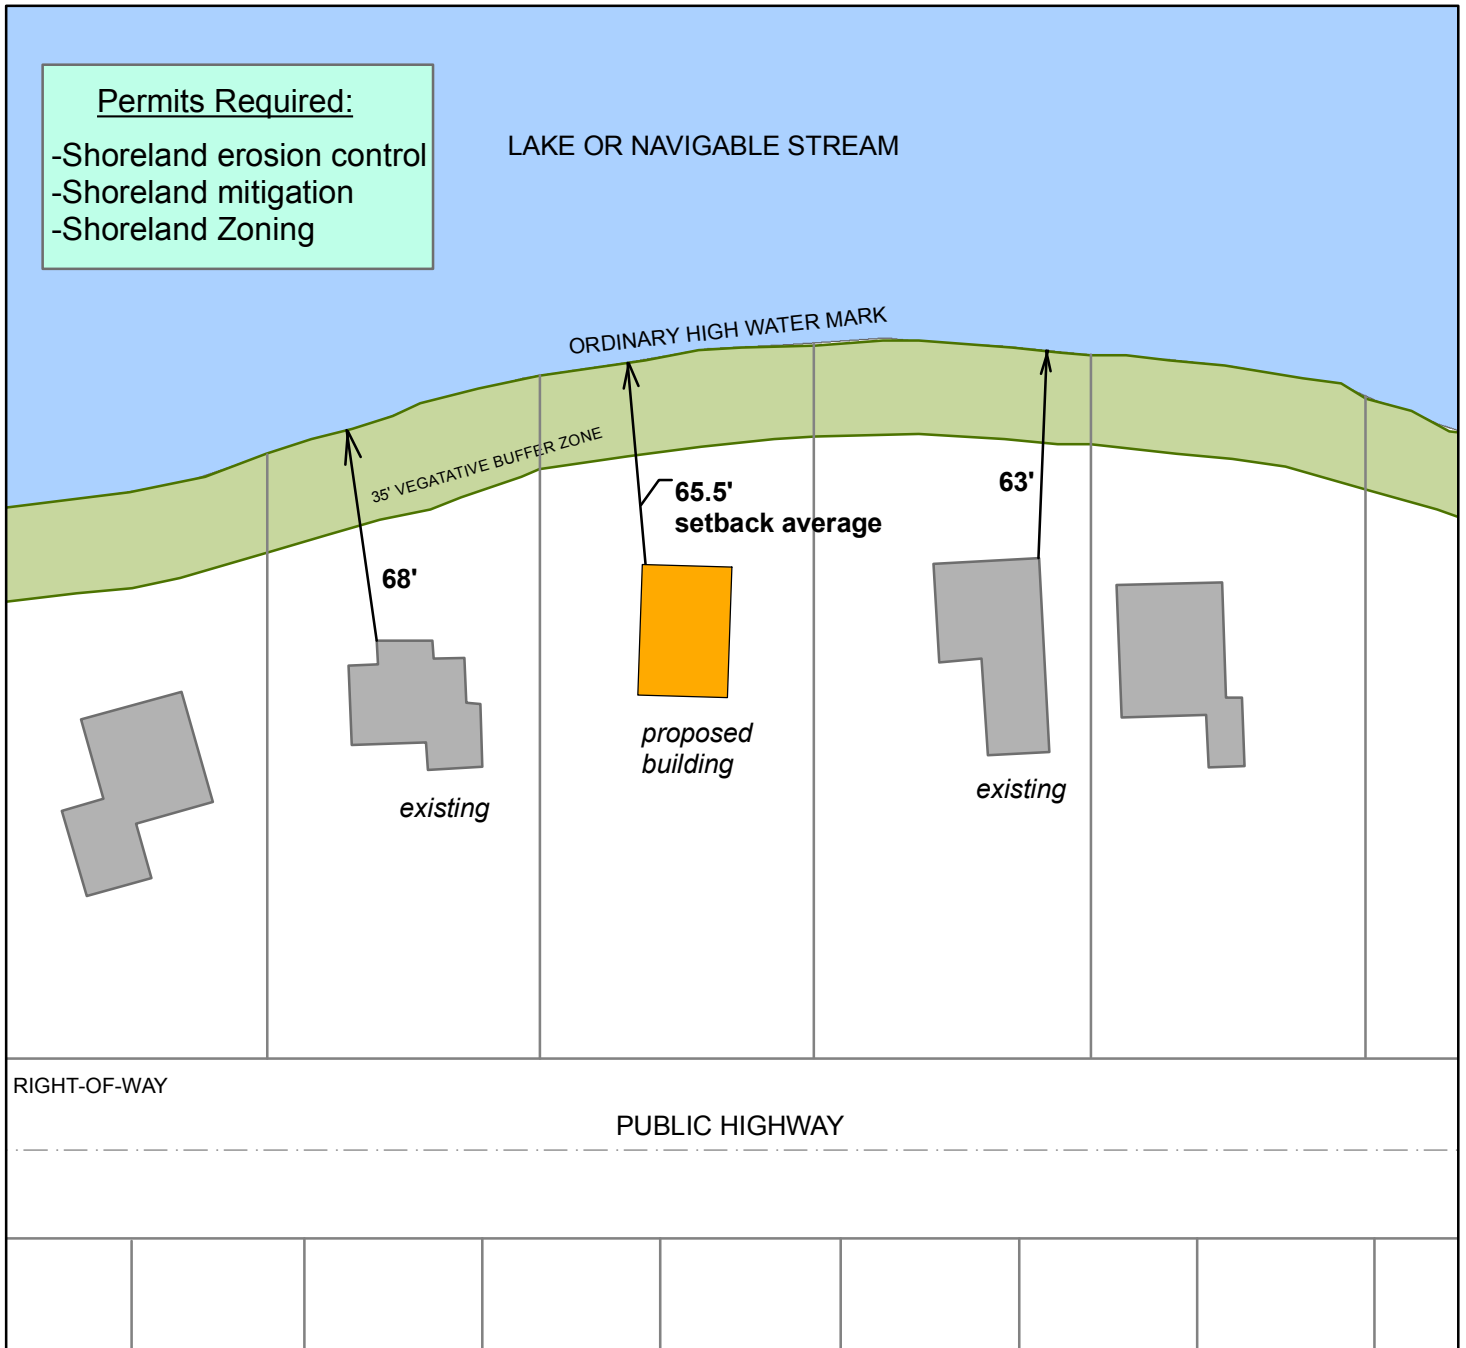 Permits Required:
-Shoreland erosion control
-Shoreland mitigation
-Shoreland Zoning
LAKE OR NAVIGABLE STREAM
ORDINARY HIGH WATER MARK
35' VEGATATIVE BUFFER ZONE
68'
65.5'
setback average
63'
proposed
building
existing
existing
RIGHT-OF-WAY
PUBLIC HIGHWAY